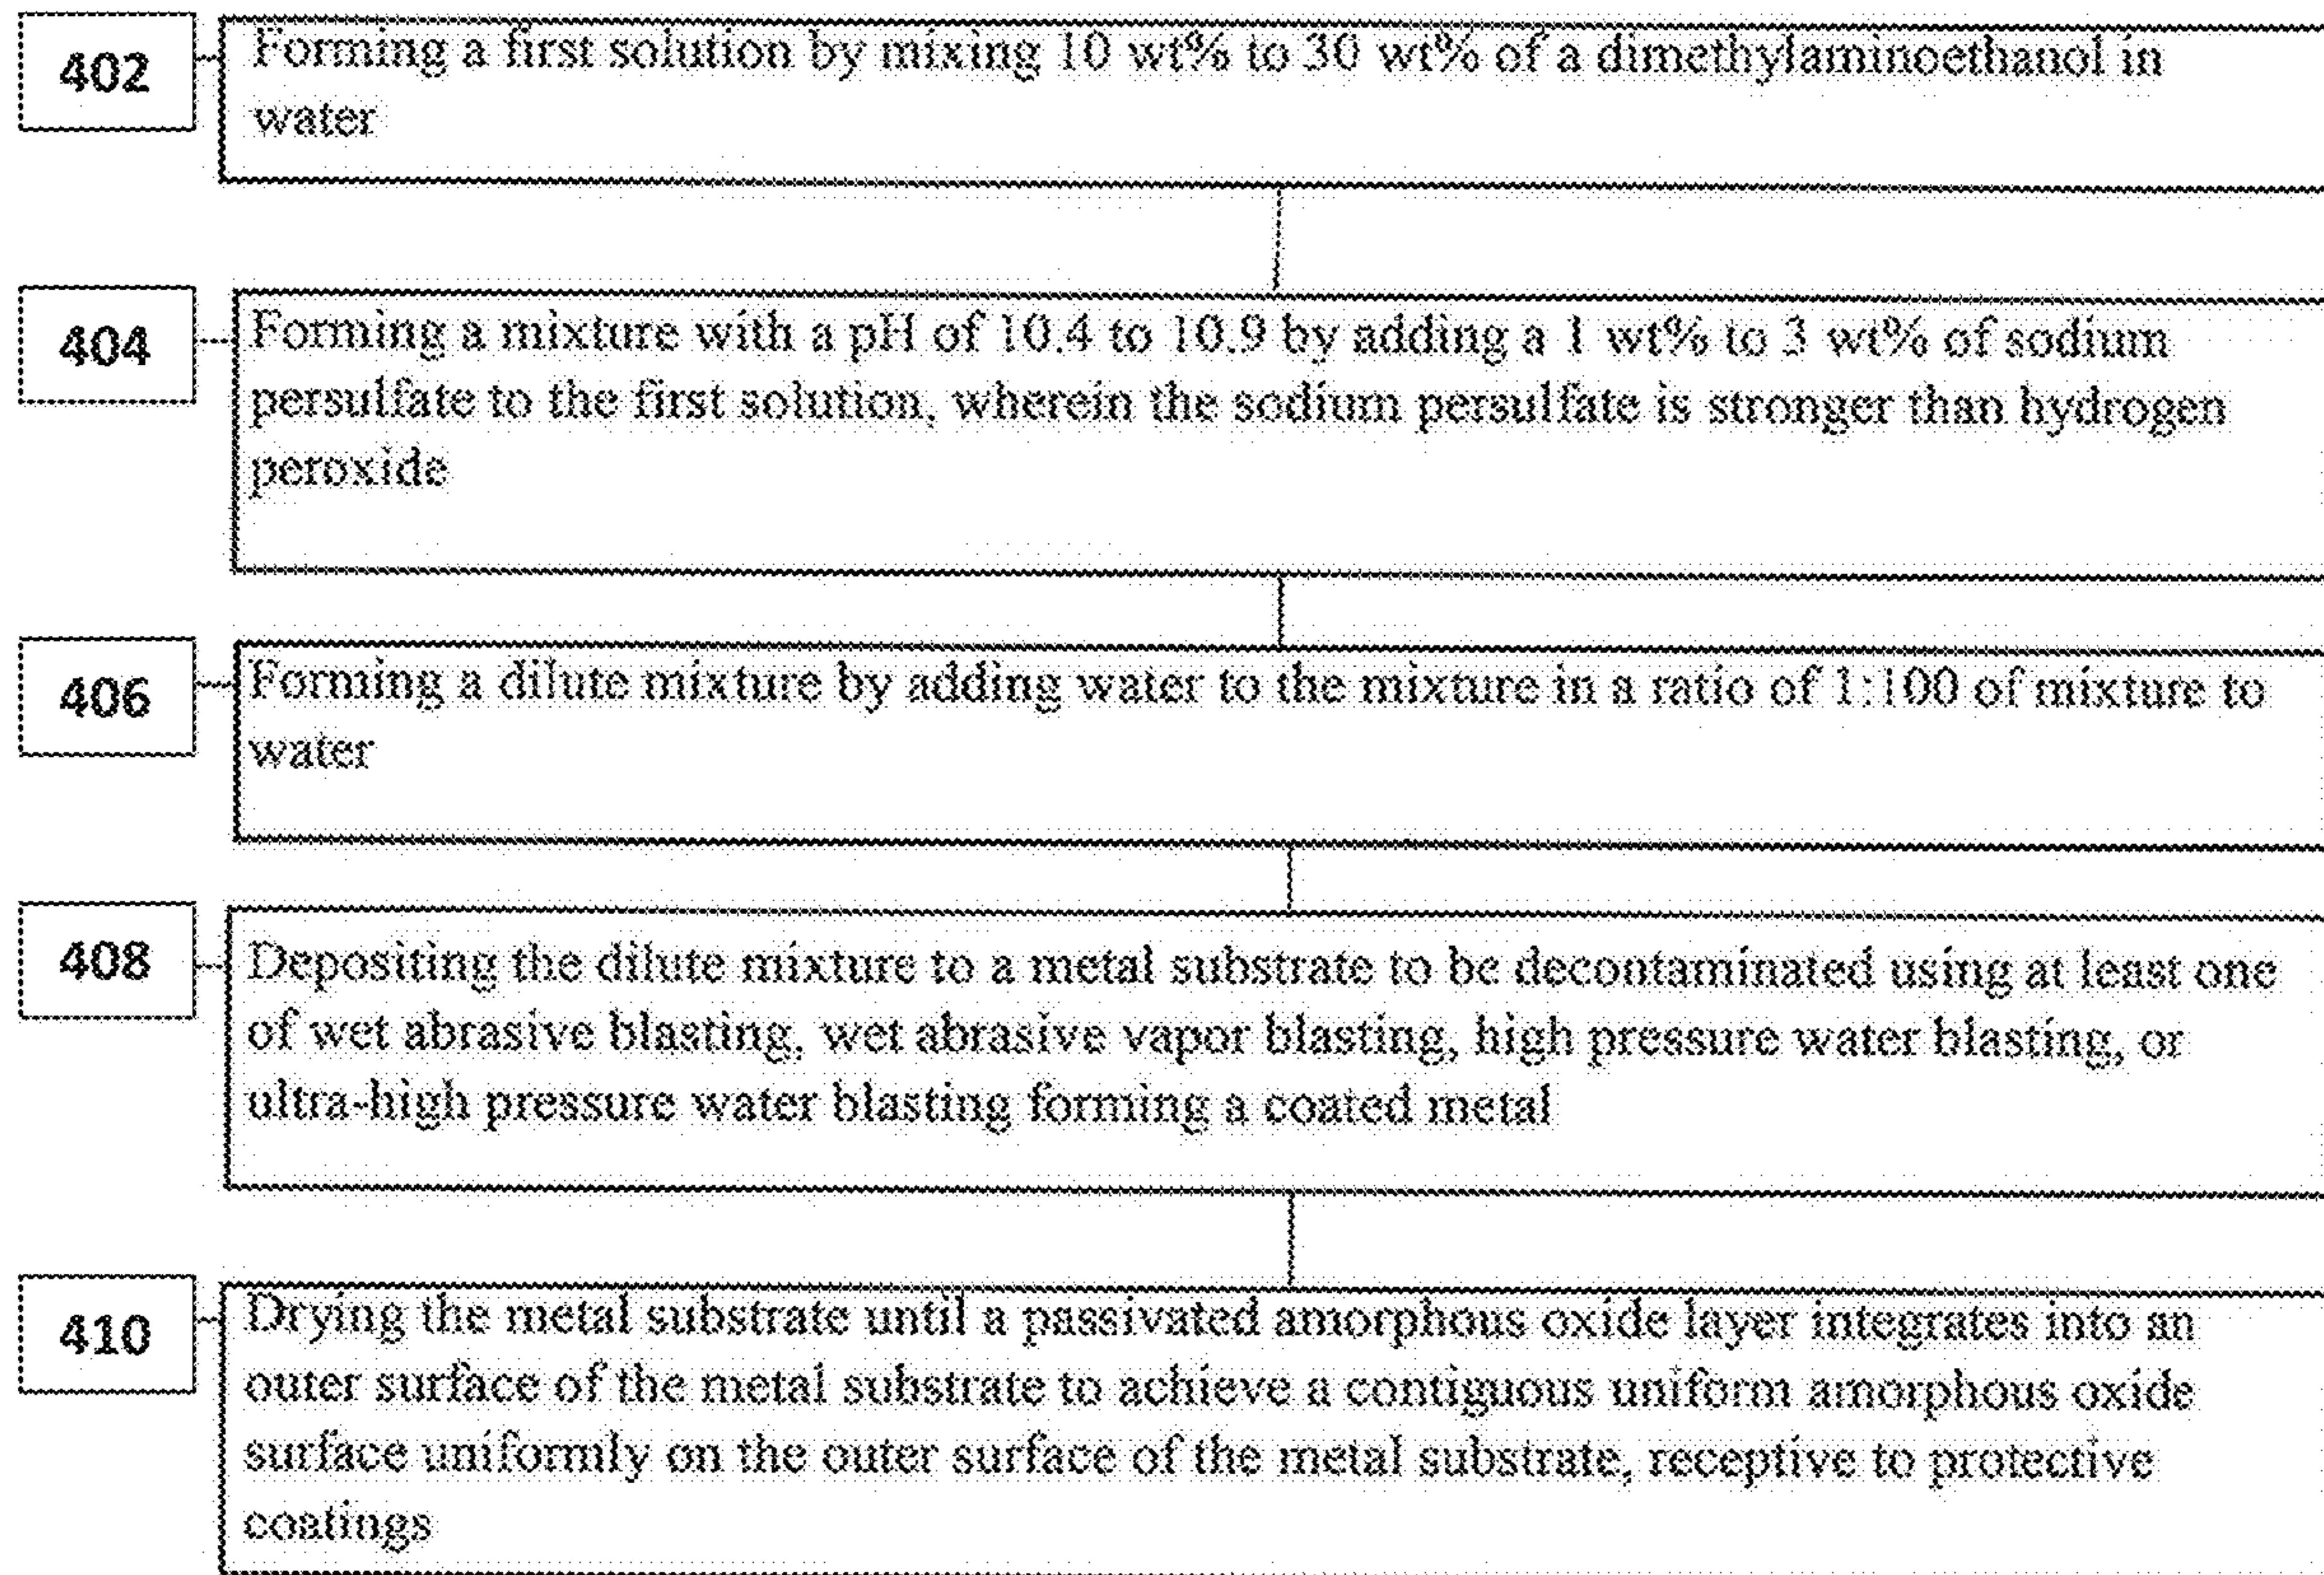 402
Forming a first solution by mixing 10 wt% to 30 wt% of a dimethylaminoethanol in
water
404
Forming a mixture with a pH of 10.4 to 10.9 by adding a 1 wt% to 3 wt% of sodium
persulfate to the first solution, wherein the sodium persulfate is stronger than hydrogen
peroxide
406
Forming a dilute mixture by adding water to the mixture in a ratio of 1:100 of mixture to
water
408
Depositing the dilute mixture to a metal substrate to be decontaminated using at least one
of wet abrasive blasting, wet abrasive vapor blasting, high pressure water blasting, or
ultra-high pressure water blasting forming a coated metal
410
Drying the metal substrate until a passivated amorphous oxide layer integrates into an
outer surface of the metal substrate to achieve a contiguous uniform amorphous oxide
surface uniformly on the outer surface of the metal substrate, receptive to protective
coatings